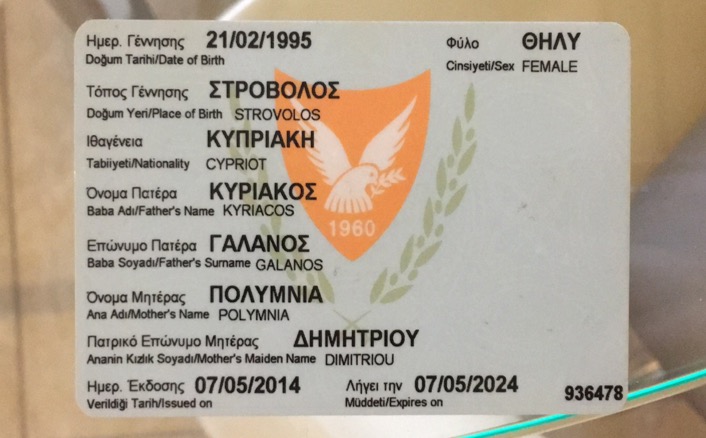 Ημερ. Γέννησης 21/02/1995 Φύλο ΘΗΛΥ
Doğum Tarihi/Date of Birth Cinsiyeti/Sex FEMALE
Τόπος Γέννησης ΣΤΡΟΒΟΛΟΣ
Doğum Yeri/Place of Birth STROVOLOS
Ιθαγένεια ΚΥΠΡΙΑΚΗ
Tabiiyeti/Nationality CYPRIOT
Όνομα Πατέρα ΚΥΡΙΑΚΟΣ
Baba Adı/Father's Name KYRIACOS
1960
Επώνυμο Πατέρα ΓΑΛΑΝΟΣ
Baba Soyadı/Father's Surname GALANOS
Όνομα Μητέρας ΠΟΛΥΜΝΙΑ
Ana Adı/Mother's Name POLYMNIA
Πατρικό Επώνυμο Μητέρας ΔΗΜΗΤΡΙΟΥ
Ananin Kızlık Soyadı/Mother's Maiden Name DIMITRIOU
Ημερ. Έκδοσης 07/05/2014 Λήγει την 07/05/2024
Verildiği Tarih/Issued on Müddeti/Expires on
936478